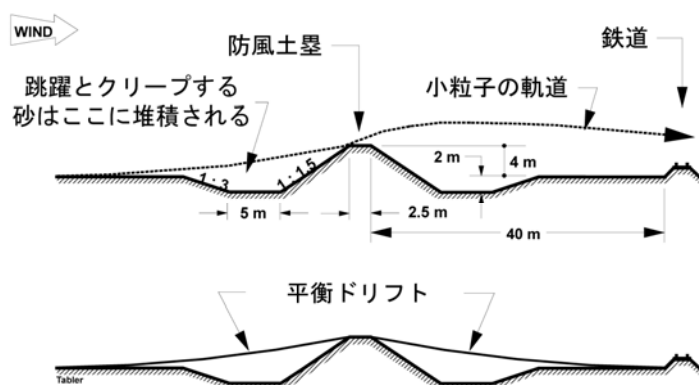 WIND
防風土塁
鉄道
跳躍とクリープする
砂はここに堆積される
小粒子の軌道
2 m
4 m
1 : 3
1 : 1.5
5 m
2.5 m
40 m
平衡ドリフト
Tabler